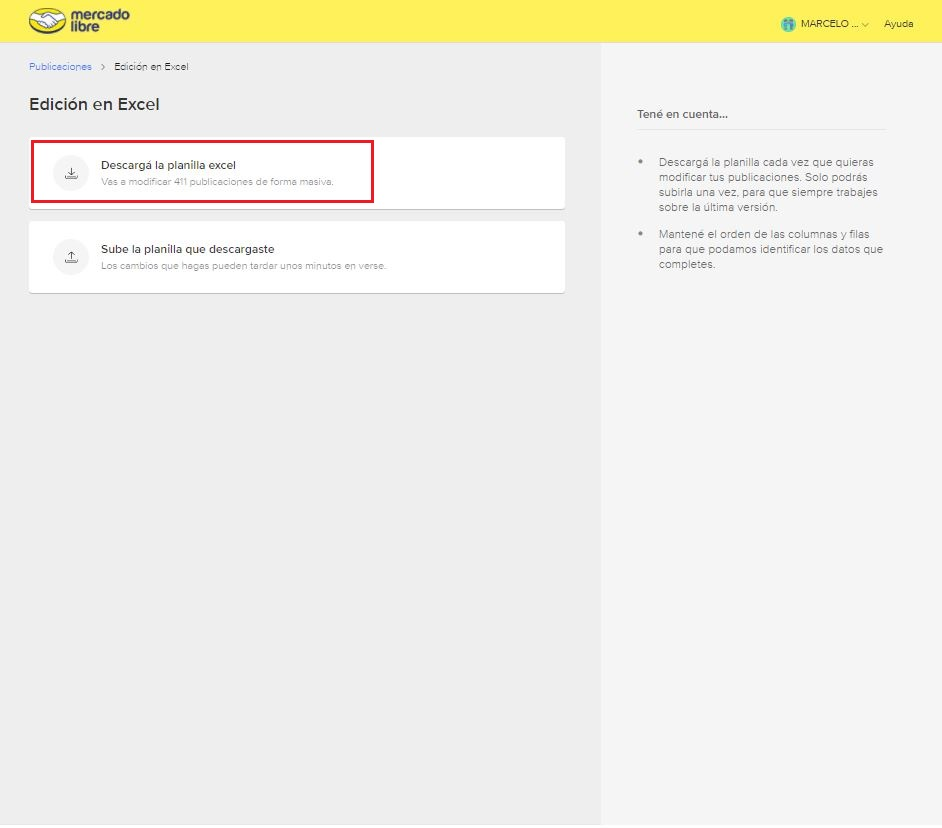 mercado
libre
MARCELO ...
Ayuda
Publicaciones > Edición en Excel
Edición en Excel
Descargá la planilla excel
Vas a modificar 411 publicaciones de forma masiva.
Sube la planilla que descargaste
Los cambios que hagas pueden tardar unos minutos en verse.
Tené en cuenta...
• Descargá la planilla cada vez que quieras
modificar tus publicaciones. Solo podrás
subirla una vez, para que siempre trabajes
sobre la última versión.
• Mantené el orden de las columnas y filas
para que podamos identificar los datos que
completes.